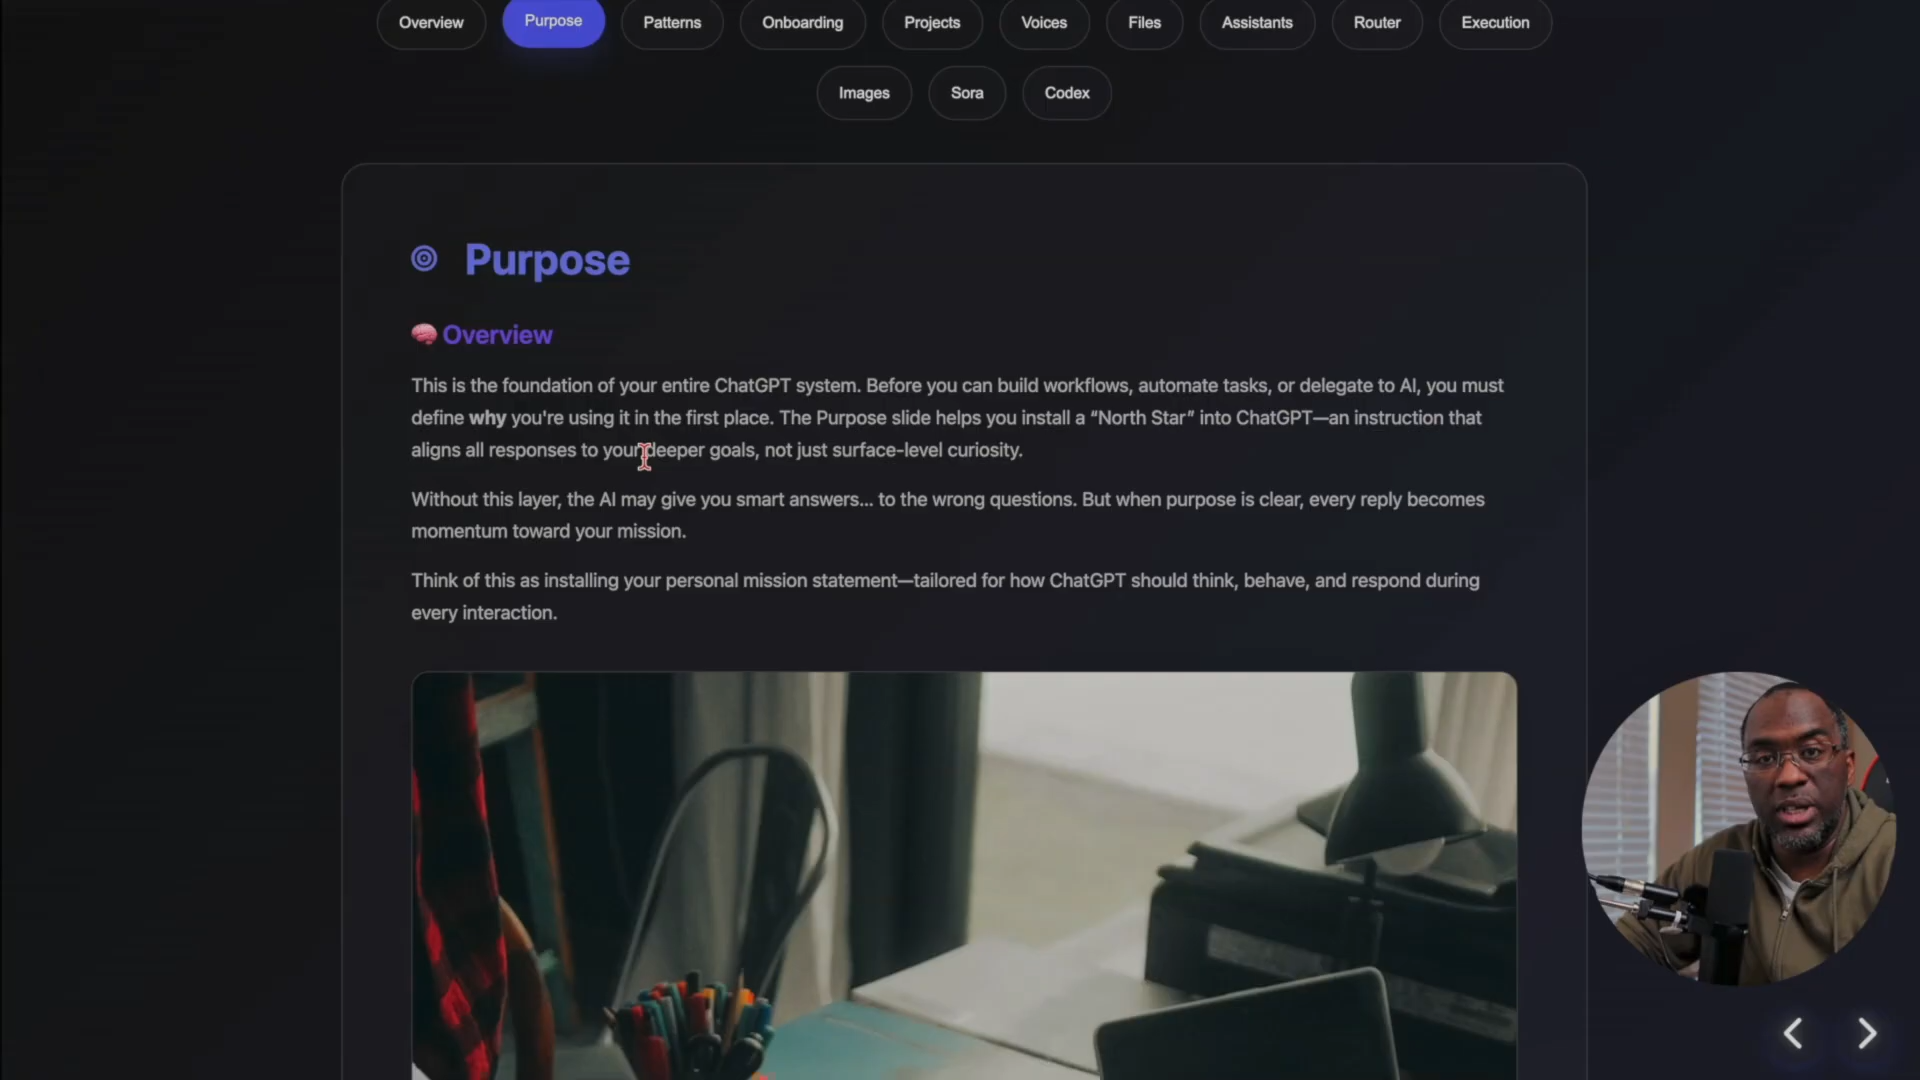 Overview Purpose Patterns Onboarding Projects Voices Files Assistants Router Execution
Images Sora Codex
Purpose
Overview
This is the foundation of your entire ChatGPT system. Before you can build workflows, automate tasks, or delegate to AI, you must
define why you're using it in the first place. The Purpose slide helps you install a “North Star” into ChatGPT—an instruction that
aligns all responses to your deeper goals, not just surface-level curiosity.
Without this layer, the AI may give you smart answers... to the wrong questions. But when purpose is clear, every reply becomes
momentum toward your mission.
Think of this as installing your personal mission statement—tailored for how ChatGPT should think, behave, and respond during
every interaction.